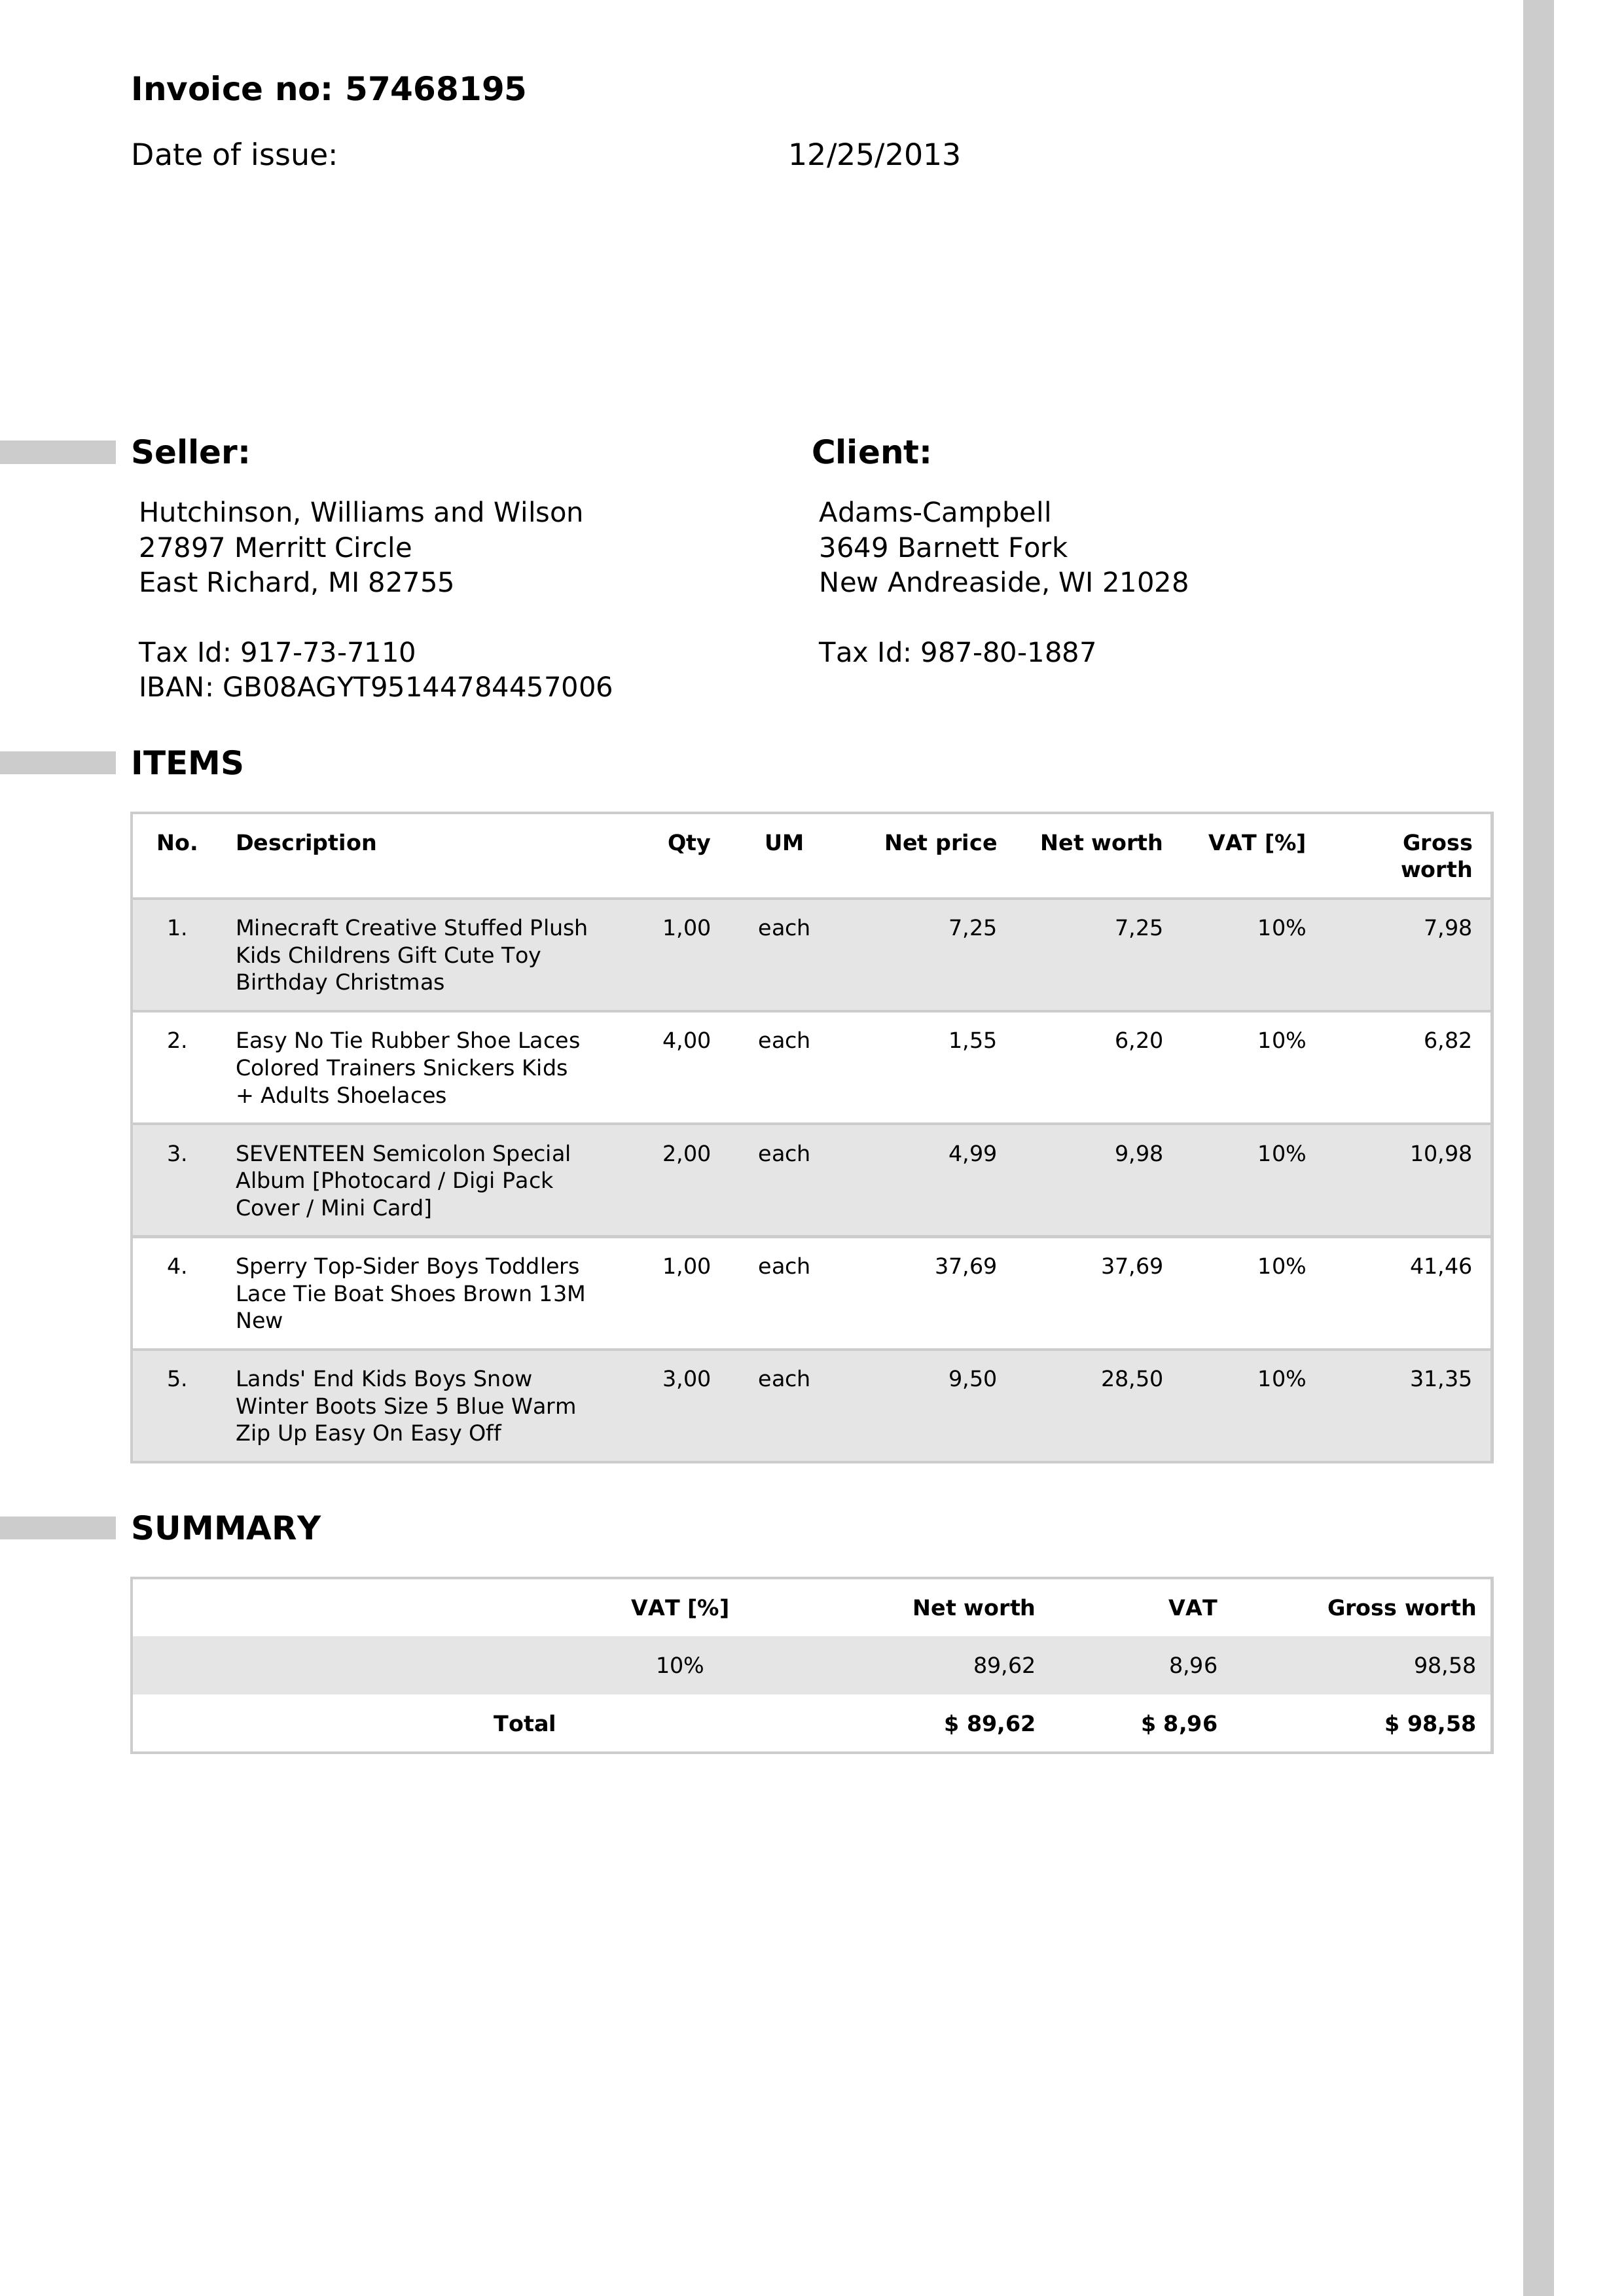 Invoice no: 57468195
Date of issue: 12/25/2013
Seller:
Hutchinson, Williams and Wilson
27897 Merritt Circle
East Richard, MI 82755
Tax Id: 917-73-7110
IBAN: GB08AGYT95144784457006
Client:
Adams-Campbell
3649 Barnett Fork
New Andreaside, WI 21028
Tax Id: 987-80-1887
ITEMS
No. Description Qty UM Net price Net worth VAT [%] Gross
worth
1. Minecraft Creative Stuffed Plush 1,00 each 7,25 7,25 10% 7,98
Kids Childrens Gift Cute Toy
Birthday Christmas
2. Easy No Tie Rubber Shoe Laces 4,00 each 1,55 6,20 10% 6,82
Colored Trainers Snickers Kids
+ Adults Shoelaces
3. SEVENTEEN Semicolon Special 2,00 each 4,99 9,98 10% 10,98
Album [Photocard / Digi Pack
Cover / Mini Card]
4. Sperry Top-Sider Boys Toddlers 1,00 each 37,69 37,69 10% 41,46
Lace Tie Boat Shoes Brown 13M
New
5. Lands' End Kids Boys Snow 3,00 each 9,50 28,50 10% 31,35
Winter Boots Size 5 Blue Warm
Zip Up Easy On Easy Off
SUMMARY
VAT [%] Net worth VAT Gross worth
10% 89,62 8,96 98,58
Total $ 89,62 $ 8,96 $ 98,58